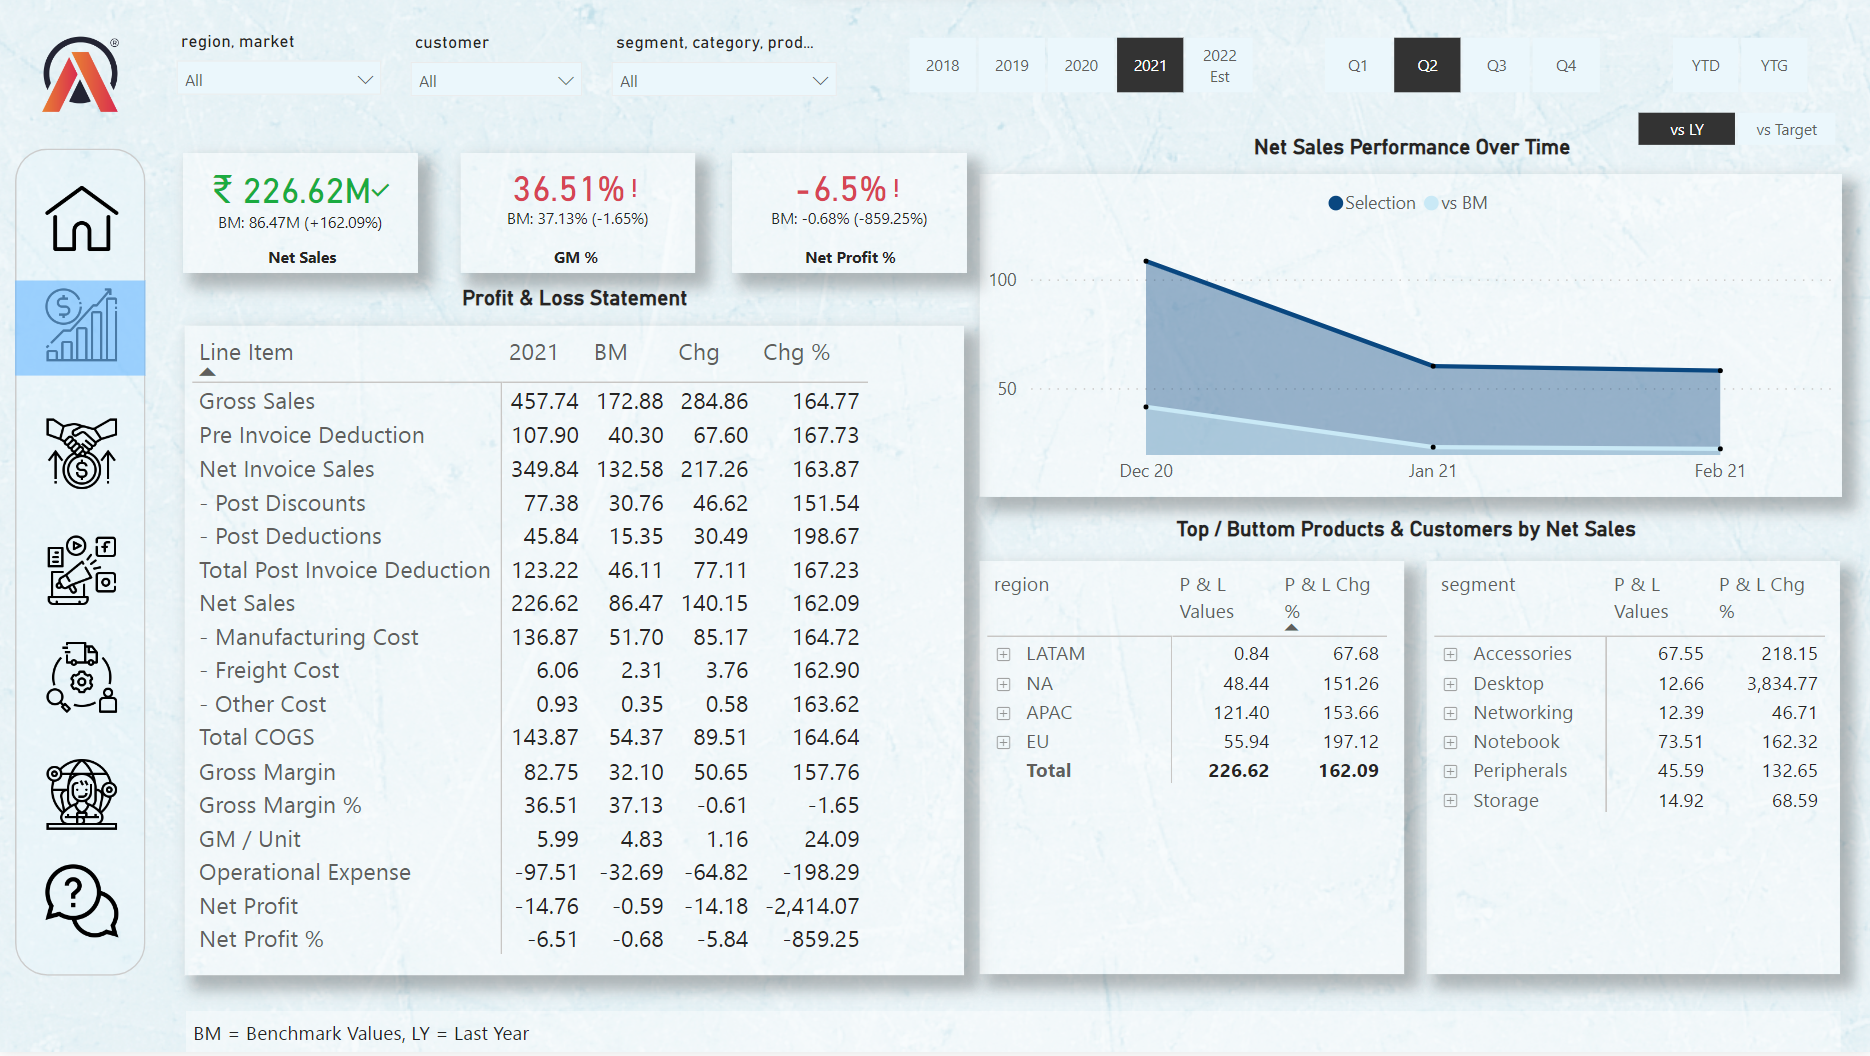 ®
region, market
customer
segment, category, prod...
All
All
All
2018
2019
2020
2021
2022
Est
Q1
Q2
Q3
Q4
YTD
YTG
vs LY
vs Target
₹ 226.62M
BM: 86.47M (+162.09%)
Net Sales
36.51% !
BM: 37.13% (-1.65%)
GM %
-6.5% !
BM: -0.68% (-859.25%)
Net Profit %
Net Sales Performance Over Time
Selection vs BM
100
50
Dec 20 Jan 21 Feb 21
Profit & Loss Statement
Line Item 2021 BM Chg Chg %
Gross Sales 457.74 172.88 284.86 164.77
Pre Invoice Deduction 107.90 40.30 67.60 167.73
Net Invoice Sales 349.84 132.58 217.26 163.87
- Post Discounts 77.38 30.76 46.62 151.54
- Post Deductions 45.84 15.35 30.49 198.67
Total Post Invoice Deduction 123.22 46.11 77.11 167.23
Net Sales 226.62 86.47 140.15 162.09
- Manufacturing Cost 136.87 51.70 85.17 164.72
- Freight Cost 6.06 2.31 3.76 162.90
- Other Cost 0.93 0.35 0.58 163.62
Total COGS 143.87 54.37 89.51 164.64
Gross Margin 82.75 32.10 50.65 157.76
Gross Margin % 36.51 37.13 -0.61 -1.65
GM / Unit 5.99 4.83 1.16 24.09
Operational Expense -97.51 -32.69 -64.82 -198.29
Net Profit -14.76 -0.59 -14.18 -2,414.07
Net Profit % -6.51 -0.68 -5.84 -859.25
Top / Buttom Products & Customers by Net Sales
region P & L Values P & L Chg %
LATAM 0.84 67.68
NA 48.44 151.26
APAC 121.40 153.66
EU 55.94 197.12
Total 226.62 162.09
segment P & L Values P & L Chg %
Accessories 67.55 218.15
Desktop 12.66 3,834.77
Networking 12.39 46.71
Notebook 73.51 162.32
Peripherals 45.59 132.65
Storage 14.92 68.59
BM = Benchmark Values, LY = Last Year